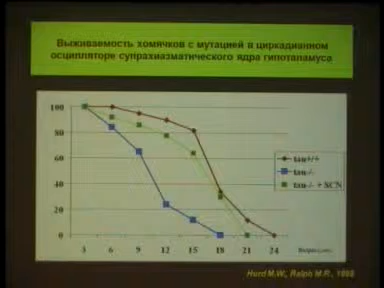 Выживаемость хомячков с мутацией в циркадианном
осцилляторе супрахиазматического ядра гипоталамуса
100
80
60
40
20
0
3 6 9 12 15 18 21 24
tau+/+
tau-/-
tau-/- + SCN
Hurd M.W., Ralph M.R., 1998